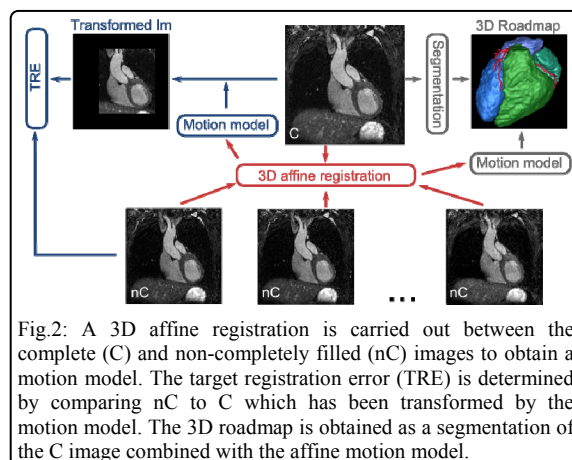 Transformed Im
3D Roadmap
TRE
Segmentation
Motion model
C
3D affine registration
Motion model
nC
nC
...
nC
Fig.2: A 3D affine registration is carried out between the
complete (C) and non-completely filled (nC) images to obtain a
motion model. The target registration error (TRE) is determined
by comparing nC to C which has been transformed by the
motion model. The 3D roadmap is obtained as a segmentation of
the C image combined with the affine motion model.